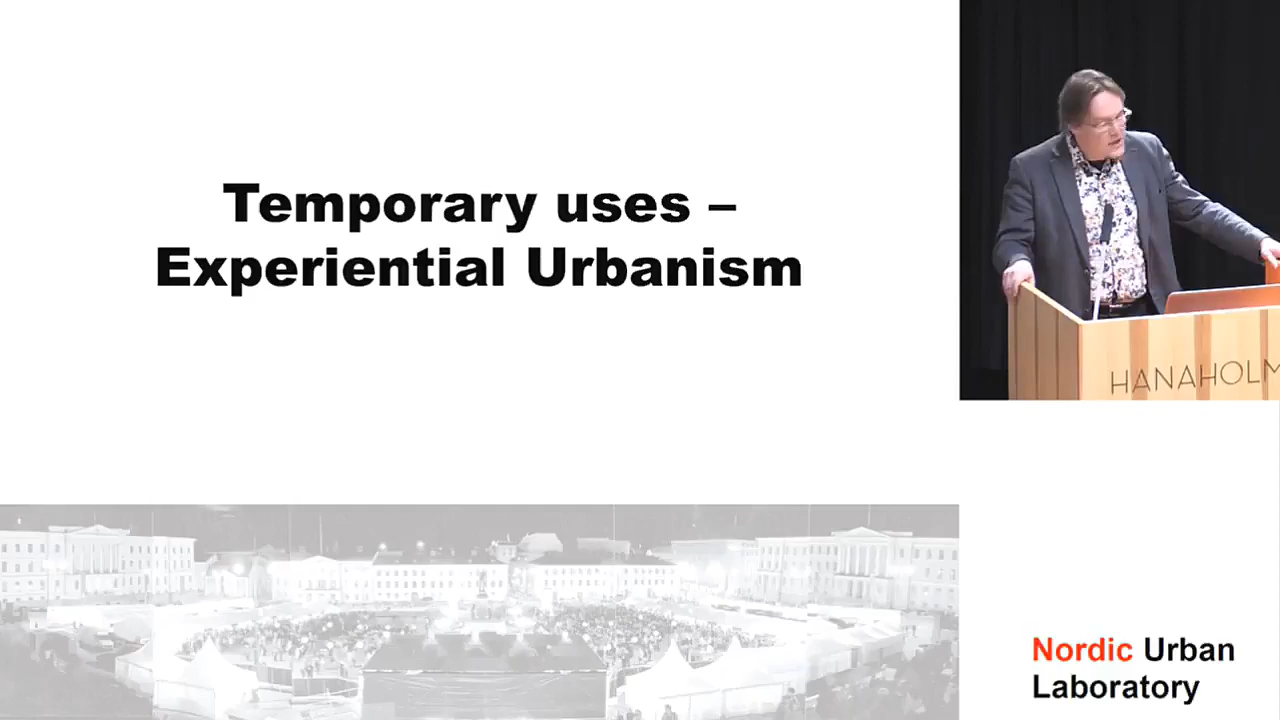 Temporary uses –
Experiential Urbanism
HANAHOLM
Nordic Urban
Laboratory